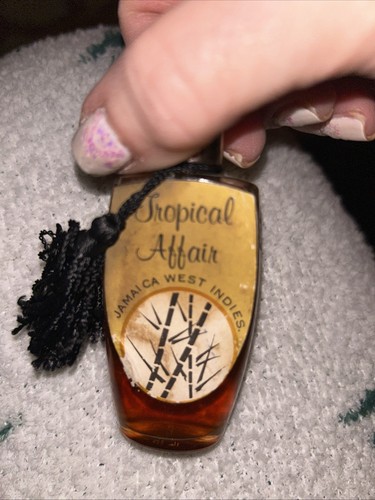 Tropical
Affair
JAMAICA WEST INDIES.